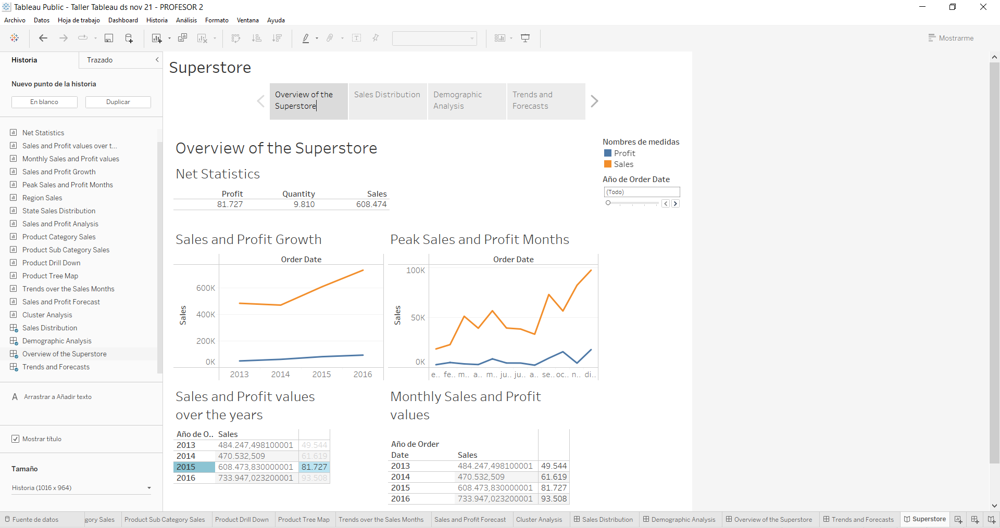 Tableau Public - Taller Tableau ds nov 21 - PROFESOR 2
Archivo Datos Hoja de trabajo Dashboard Historia Análisis Formato Ventana Ayuda
Mostrarme
Historia Trazado
Nuevo punto de la historia
En blanco Duplicar
Net Statistics
Sales and Profit values over t...
Monthly Sales and Profit values
Sales and Profit Growth
Peak Sales and Profit Months
Region Sales
State Sales Distribution
Sales and Profit Analysis
Product Category Sales
Product Sub Category Sales
Product Drill Down
Product Tree Map
Trends over the Sales Months
Sales and Profit Forecast
Cluster Analysis
Sales Distribution
Demographic Analysis
Overview of the Superstore
Trends and Forecasts
A Arrastrar a Añadir texto
Mostrar título
Tamaño
Historia (1016 x 964)
Superstore
Overview of the
Superstore
Sales Distribution
Demographic
Analysis
Trends and
Forecasts
Overview of the Superstore
Nombres de medidas
Profit
Sales
Año de Order Date
(Todo)
Net Statistics
Profit Quantity Sales
81.727 9.810 608.474
Sales and Profit Growth
Order Date
Sales
600K
400K
200K
0K
2013 2014 2015 2016
Peak Sales and Profit Months
Order Date
Sales
100K
50K
0K
e.. fe.. m.. a.. m.. ju.. ju.. a.. se.. oc.. n.. di..
Sales and Profit values
over the years
Año de O.. Sales
2013 484.247,498100001 49.544
2014 470.532,509 61.619
2015 608.473,830000001 81.727
2016 733.947,023200001 93.508
Monthly Sales and Profit
values
Año de Order
Date Sales
2013 484.247,498100001 49.544
2014 470.532,509 61.619
2015 608.473,830000001 81.727
2016 733.947,023200001 93.508
Fuente de datos gory Sales Product Sub Category Sales Product Drill Down Product Tree Map Trends over the Sales Months Sales and Profit Forecast Cluster Analysis Sales Distribution Demographic Analysis Overview of the Superstore Trends and Forecasts Superstore